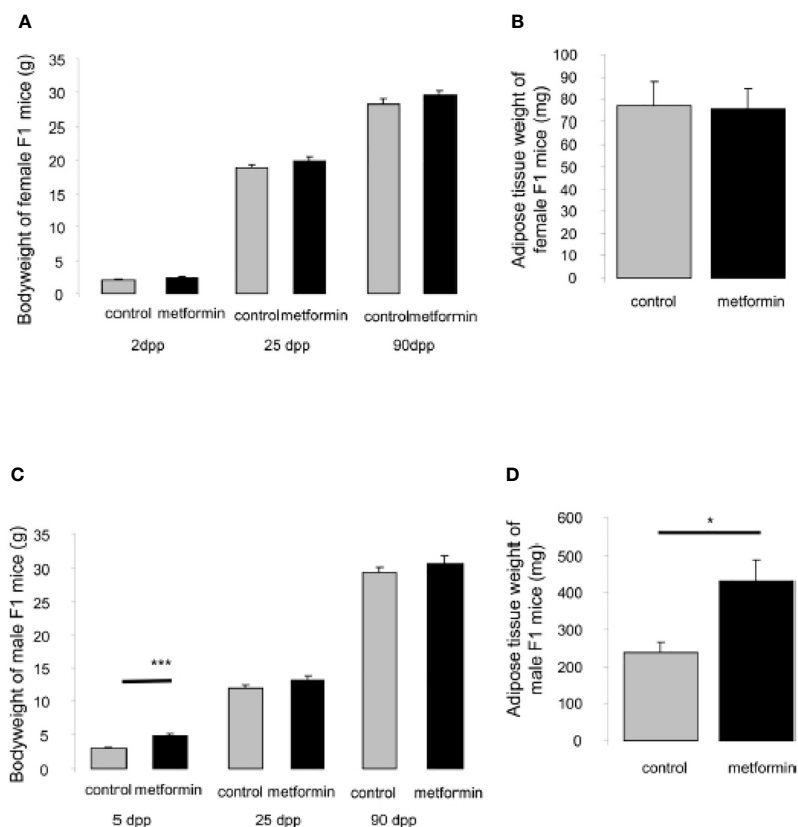 A
Bodyweight of female F1 mice (g)
35
30
25
20
15
10
5
0
control metformin
control metformin
control metformin
2dpp
25 dpp
90dpp
B
Adipose tissue weight of
female F1 mice (mg)
100
90
80
70
60
50
40
30
20
10
0
control
metformin
C
Bodyweight of male F1 mice (g)
35
30
25
20
15
10
5
0
***
control metformin
control metformin
control metformin
5 dpp
25 dpp
90 dpp
D
Adipose tissue weight of
male F1 mice (mg)
600
500
400
300
200
100
0
*
control
metformin